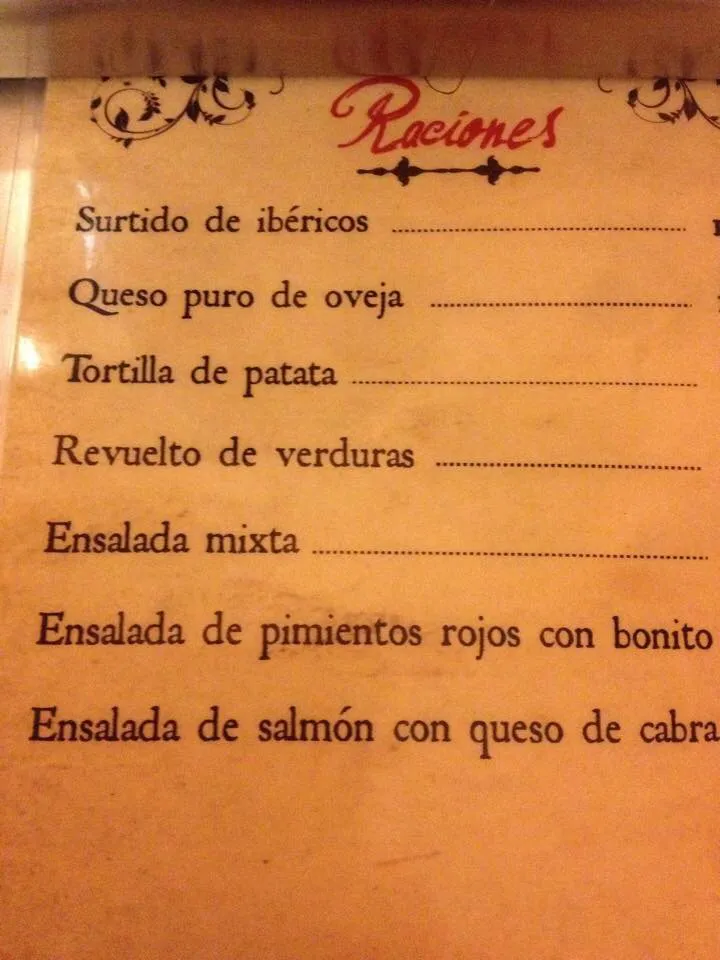 Raciones
Surtido de ibéricos
Queso puro de oveja
Tortilla de patata
Revuelto de verduras
Ensalada mixta
Ensalada de pimientos rojos con bonito
Ensalada de salmón con queso de cabra